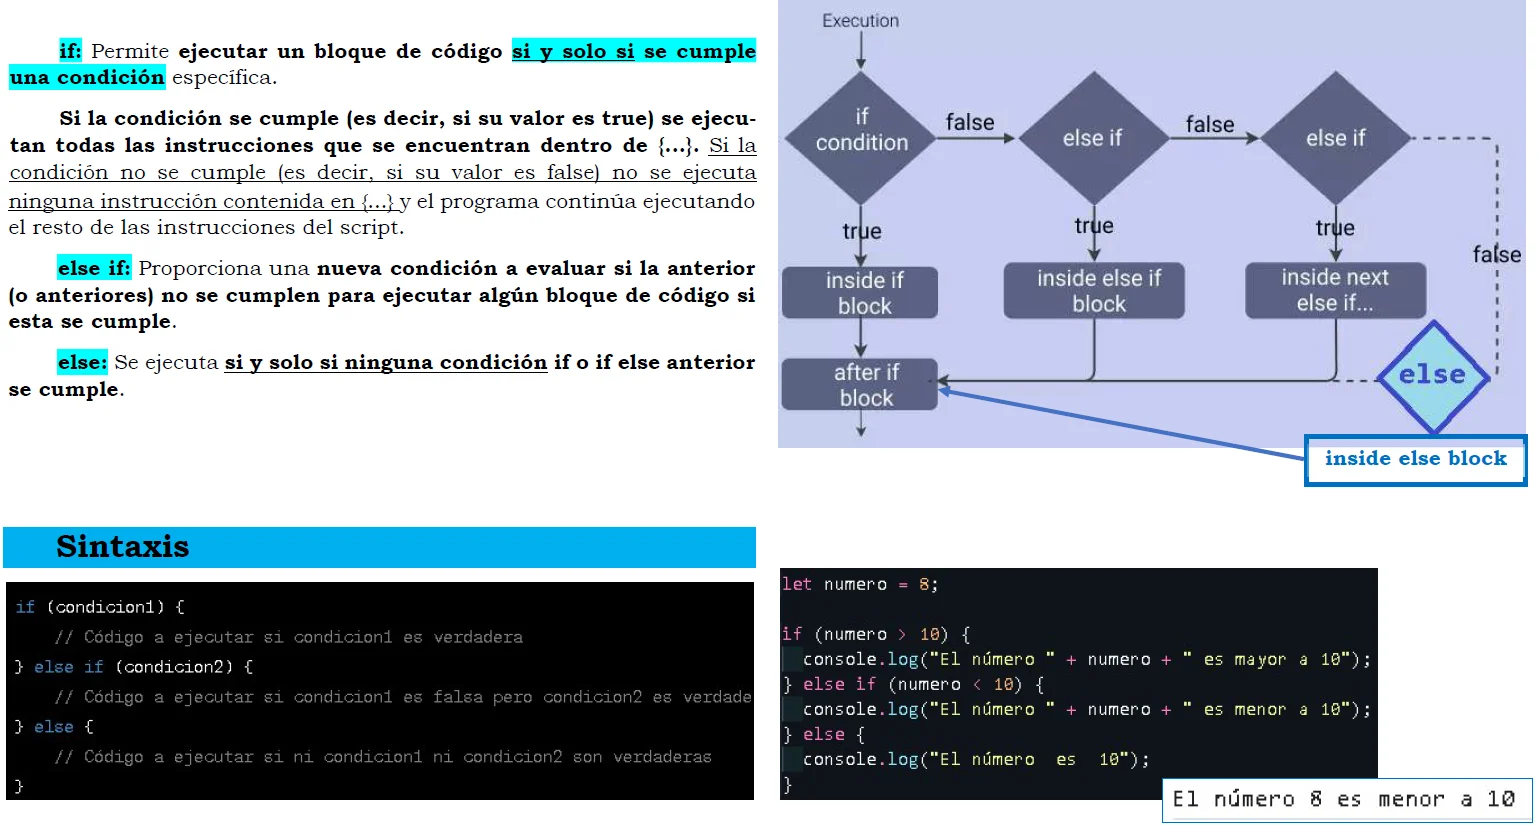 if: Permite ejecutar un bloque de código si y solo si se cumple
una condición específica.
Si la condición se cumple (es decir, si su valor es true) se ejecu-
tan todas las instrucciones que se encuentran dentro de {...}. Si la
condición no se cumple (es decir, si su valor es false) no se ejecuta
ninguna instrucción contenida en {...} y el programa continúa ejecutando
el resto de las instrucciones del script.
else if: Proporciona una nueva condición a evaluar si la anterior
(o anteriores) no se cumplen para ejecutar algún bloque de código si
esta se cumple.
else: Se ejecuta si y solo si ninguna condición if o if else anterior
se cumple.
Execution
if
condition
false
else if
false
else if
true
true
true
false
inside if
block
inside else if
block
inside next
else if...
after if
block
else
inside else block
Sintaxis
if (condicion1) {
// Código a ejecutar si condicion1 es verdadera
} else if (condicion2) {
// Código a ejecutar si condicion1 es falsa pero condicion2 es verdade
} else {
// Código a ejecutar si ni condicion1 ni condicion2 son verdaderas
}
let numero = 8;
if (numero > 10) {
console.log("El número " + numero + " es mayor a 10");
} else if (numero < 10) {
console.log("El número " + numero + " es menor a 10");
} else {
console.log("El número  es  10");
}
El número 8 es menor a 10